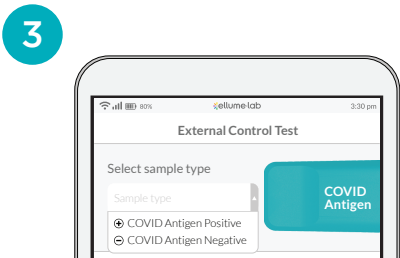 3
80% ellume·lab 3:30 pm
External Control Test
Select sample type
Sample type
COVID
Antigen
COVID Antigen Positive
COVID Antigen Negative